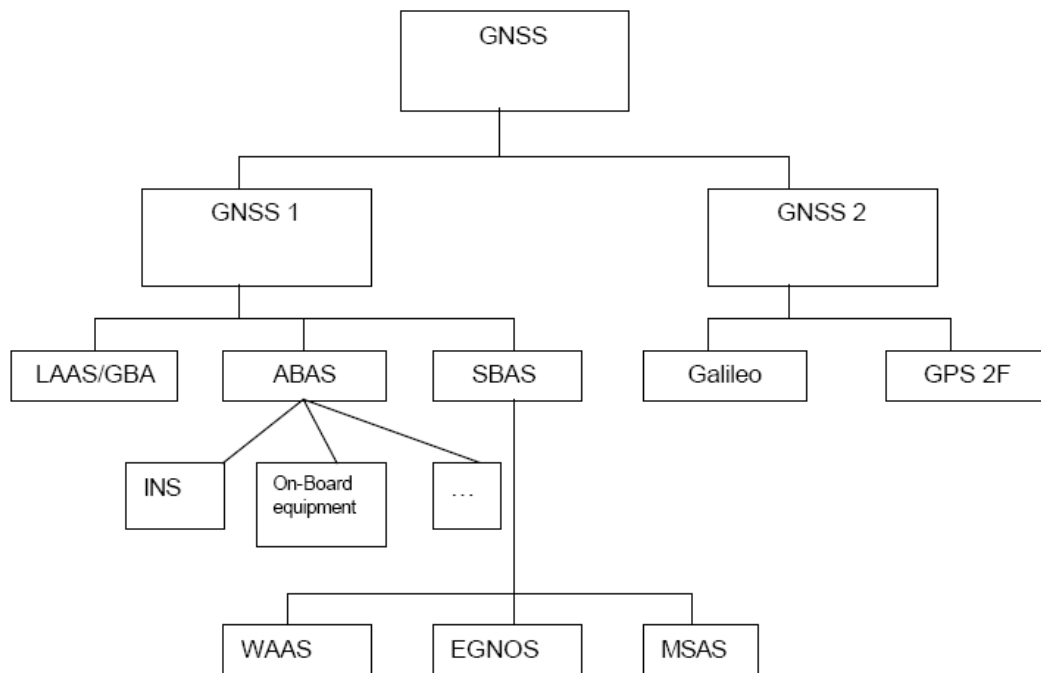 GNSS
GNSS 1
GNSS 2
LAAS/GBA
ABAS
SBAS
Galileo
GPS 2F
INS
On-Board
equipment
...
WAAS
EGNOS
MSAS